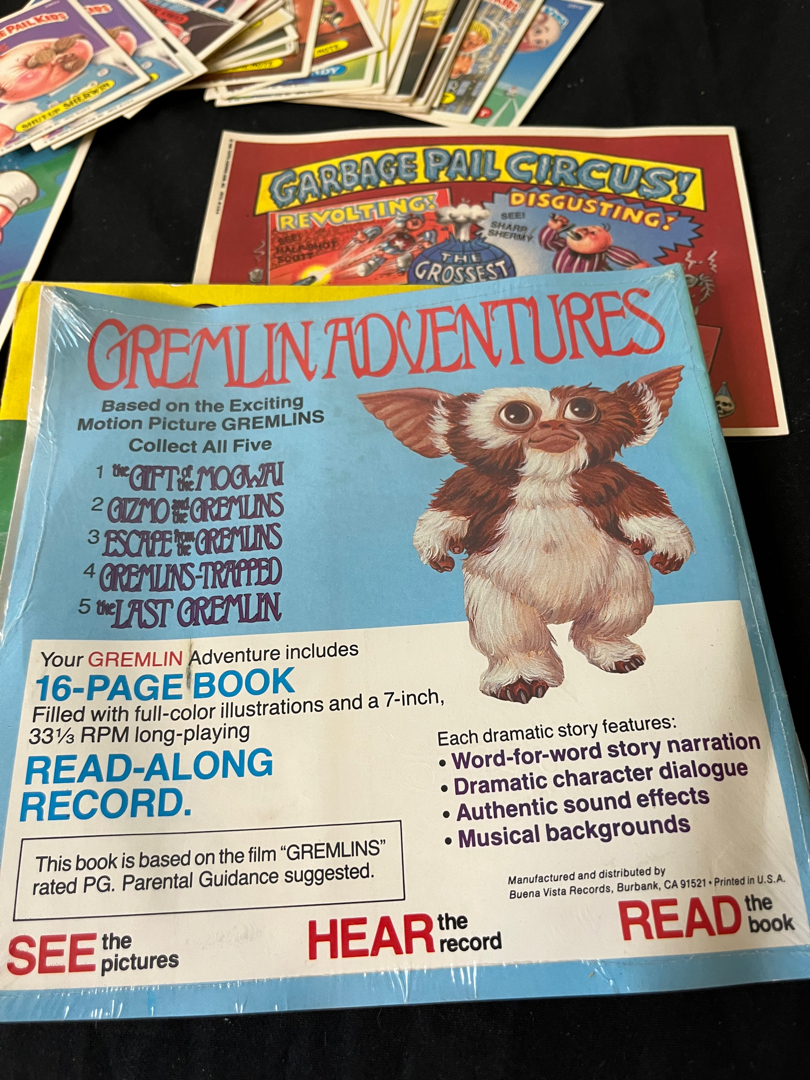 E PAIL KIDS
SHUT-UP SHERWIN
GARBAGE PAIL CIRCUS!
REVOLTING!
DISGUSTING!
SEE!
HALF-SHOT
SCOTT
SEE!
SHARP
SHERMY
THE
GROSSEST
GREMLIN ADVENTURES
Based on the Exciting
Motion Picture GREMLINS
Collect All Five
1 the GIFT of the MOGWAI
2 GIZMO and the GREMLINS
3 ESCAPE from the GREMLINS
4 GREMLINS-TRAPPED
5 the LAST GREMLIN
Your GREMLIN Adventure includes
16-PAGE BOOK
Filled with full-color illustrations and a 7-inch,
33⅓ RPM long-playing
READ-ALONG
RECORD.
Each dramatic story features:
• Word-for-word story narration
• Dramatic character dialogue
• Authentic sound effects
• Musical backgrounds
This book is based on the film “GREMLINS”
rated PG. Parental Guidance suggested.
Manufactured and distributed by
Buena Vista Records, Burbank, CA 91521 • Printed in U.S.A.
SEE the pictures
HEAR the record
READ the book